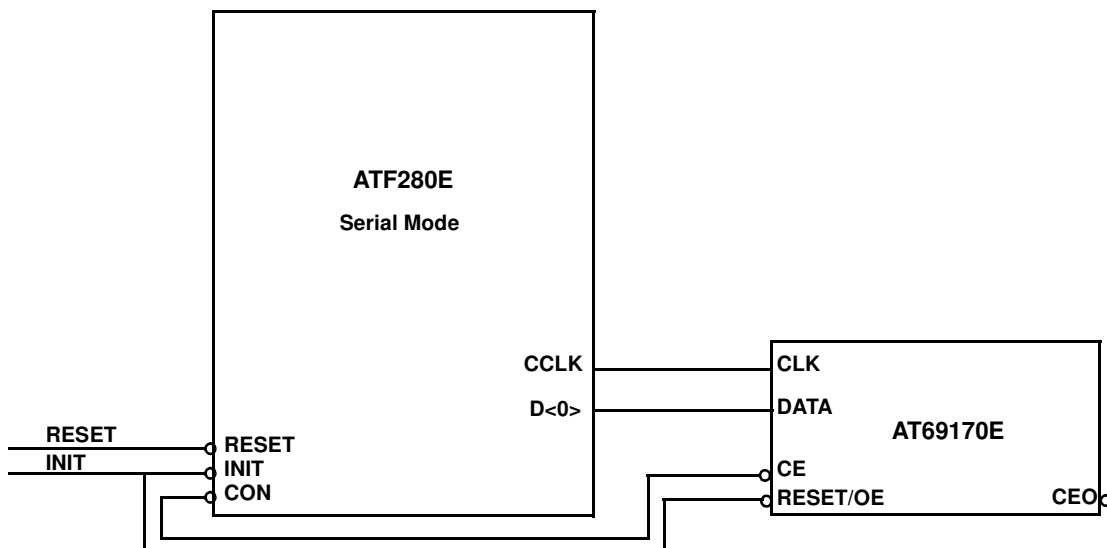 ATF280E
Serial Mode
CCLK
CLK
D<0>
DATA
AT69170E
RESET
RESET
INIT
INIT
CON
CE
RESET/OE
CEO